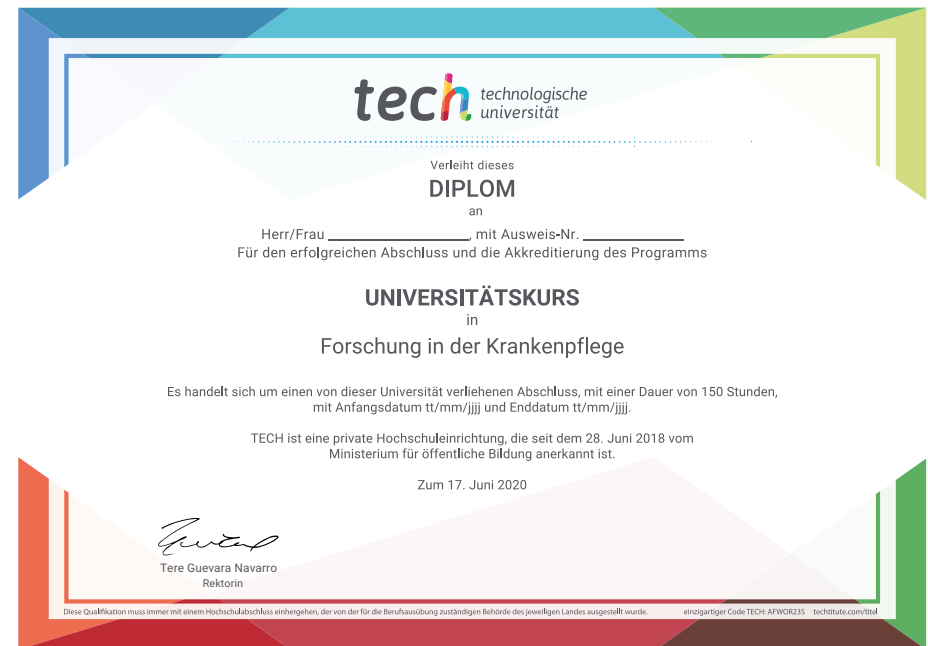 tech technologische
universität
Verleiht dieses
DIPLOM
an
Herr/Frau ____________________, mit Ausweis-Nr. ______________
Für den erfolgreichen Abschluss und die Akkreditierung des Programms
UNIVERSITÄTSKURS
in
Forschung in der Krankenpflege
Es handelt sich um einen von dieser Universität verliehenen Abschluss, mit einer Dauer von 150 Stunden,
mit Anfangsdatum tt/mm/jjjj und Enddatum tt/mm/jjjj.
TECH ist eine private Hochschuleinrichtung, die seit dem 28. Juni 2018 vom
Ministerium für öffentliche Bildung anerkannt ist.
Zum 17. Juni 2020
Tere Guevara Navarro
Rektorin
Diese Qualifikation muss immer mit einem Hochschulabschluss einhergehen, der von der für die Berufsausübung zuständigen Behörde des jeweiligen Landes ausgestellt wurde. einzigartiger Code TECH: AFWOR23S techtitute.com/titel